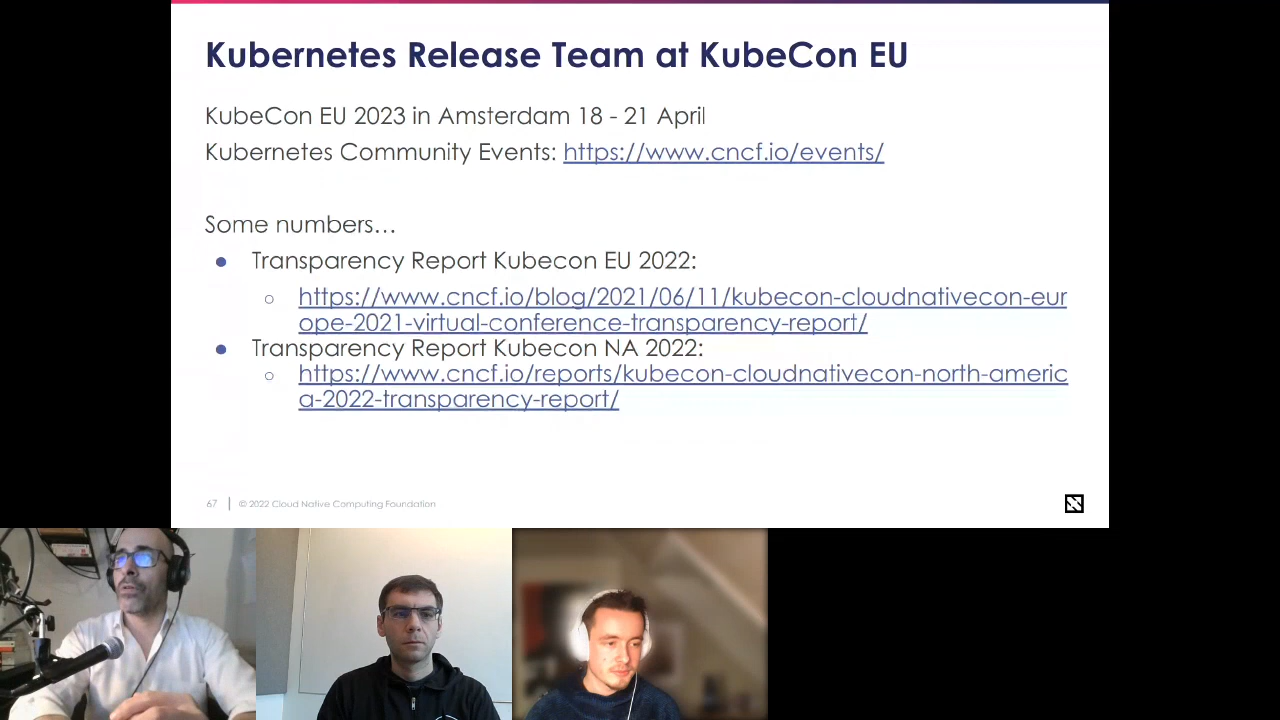 Kubernetes Release Team at KubeCon EU
KubeCon EU 2023 in Amsterdam 18 - 21 April
Kubernetes Community Events: https://www.cncf.io/events/
Some numbers…
● Transparency Report Kubecon EU 2022:
○ https://www.cncf.io/blog/2021/06/11/kubecon-cloudnativecon-eur
ope-2021-virtual-conference-transparency-report/
● Transparency Report Kubecon NA 2022:
○ https://www.cncf.io/reports/kubecon-cloudnativecon-north-americ
a-2022-transparency-report/
67 | © 2022 Cloud Native Computing Foundation